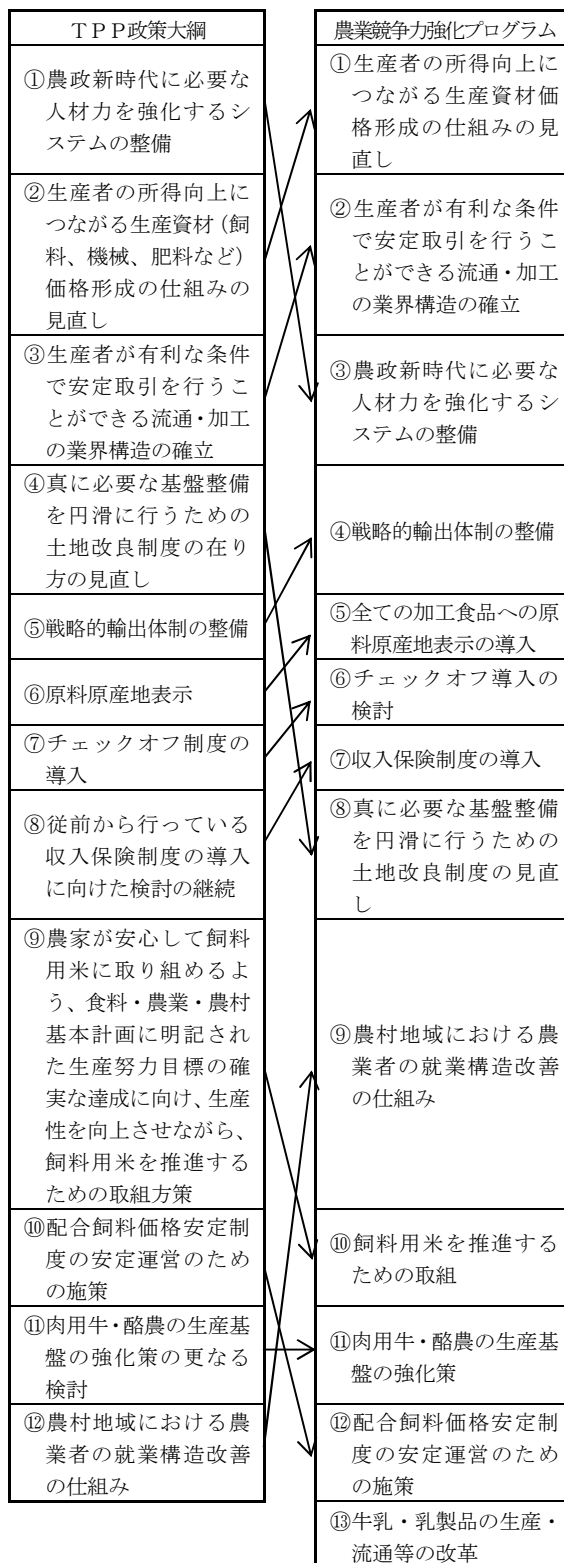 ＴＰＰ政策大綱
①農政新時代に必要な
人材力を強化するシ
ステムの整備
②生産者の所得向上に
つながる生産資材（飼
料、機械、肥料など）
価格形成の仕組みの
見直し
③生産者が有利な条件
で安定取引を行うこ
とができる流通・加工
の業界構造の確立
④真に必要な基盤整備
を円滑に行うための
土地改良制度の在り
方の見直し
⑤戦略的輸出体制の整備
⑥原料原産地表示
⑦チェックオフ制度の
導入
⑧従前から行っている
収入保険制度の導入
に向けた検討の継続
⑨農家が安心して飼料
用米に取り組めるよ
う、食料・農業・農村
基本計画に明記され
た生産努力目標の確
実な達成に向け、生産
性を向上させながら、
飼料用米を推進する
ための取組方策
⑩配合飼料価格安定制
度の安定運営のため
の施策
⑪肉用牛・酪農の生産基
盤の強化策の更なる
検討
⑫農村地域における農
業者の就業構造改善
の仕組み
農業競争力強化プログラム
①生産者の所得向上に
つながる生産資材価
格形成の仕組みの見
直し
②生産者が有利な条件
で安定取引を行うこ
とができる流通・加工
の業界構造の確立
③農政新時代に必要な
人材力を強化するシ
ステムの整備
④戦略的輸出体制の整備
⑤全ての加工食品への原
料原産地表示の導入
⑥チェックオフ導入の
検討
⑦収入保険制度の導入
⑧真に必要な基盤整備
を円滑に行うための
土地改良制度の見直
し
⑨農村地域における農
業者の就業構造改善
の仕組み
⑩飼料用米を推進する
ための取組
⑪肉用牛・酪農の生産基
盤の強化策
⑫配合飼料価格安定制
度の安定運営のため
の施策
⑬牛乳・乳製品の生産・
流通等の改革